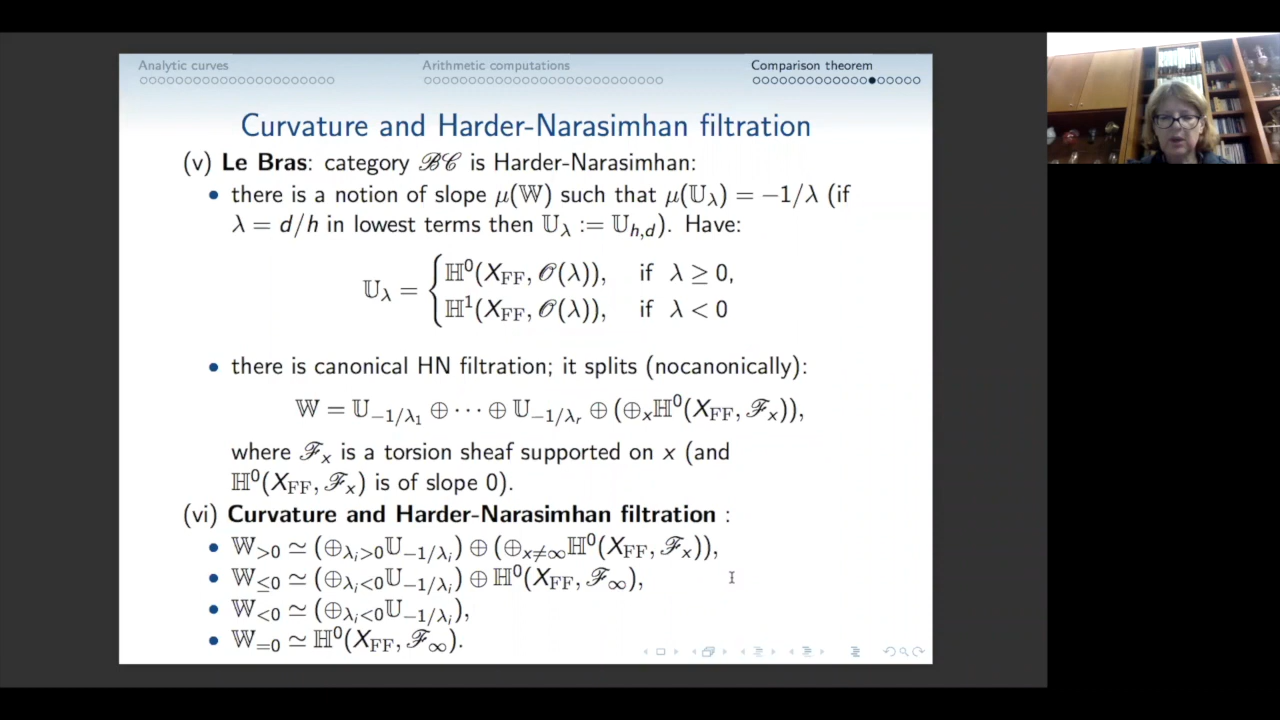 Analytic curves Arithmetic computations Comparison theorem
Curvature and Harder-Narasimhan filtration
(v) Le Bras: category ℬ𝒞 is Harder-Narasimhan:
• there is a notion of slope μ(𝕎) such that μ(𝕌_λ) = −1/λ (if
λ = d/h in lowest terms then 𝕌_λ := 𝕌_{h,d}). Have:
𝕌_λ = { ℍ⁰(X_FF, 𝒪(λ)), if λ ≥ 0,
ℍ¹(X_FF, 𝒪(λ)), if λ < 0
• there is canonical HN filtration; it splits (nocanonically):
𝕎 = 𝕌_{−1/λ₁} ⊕ ⋯ ⊕ 𝕌_{−1/λ_r} ⊕ (⊕_x ℍ⁰(X_FF, ℱ_x)),
where ℱ_x is a torsion sheaf supported on x (and
ℍ⁰(X_FF, ℱ_x) is of slope 0).
(vi) Curvature and Harder-Narasimhan filtration :
• 𝕎_{>0} ≃ (⊕_{λ_i>0} 𝕌_{−1/λ_i}) ⊕ (⊕_{x≠∞} ℍ⁰(X_FF, ℱ_x)),
• 𝕎_{≤0} ≃ (⊕_{λ_i<0} 𝕌_{−1/λ_i}) ⊕ ℍ⁰(X_FF, ℱ_∞),
• 𝕎_{<0} ≃ (⊕_{λ_i<0} 𝕌_{−1/λ_i}),
• 𝕎_{=0} ≃ ℍ⁰(X_FF, ℱ_∞).